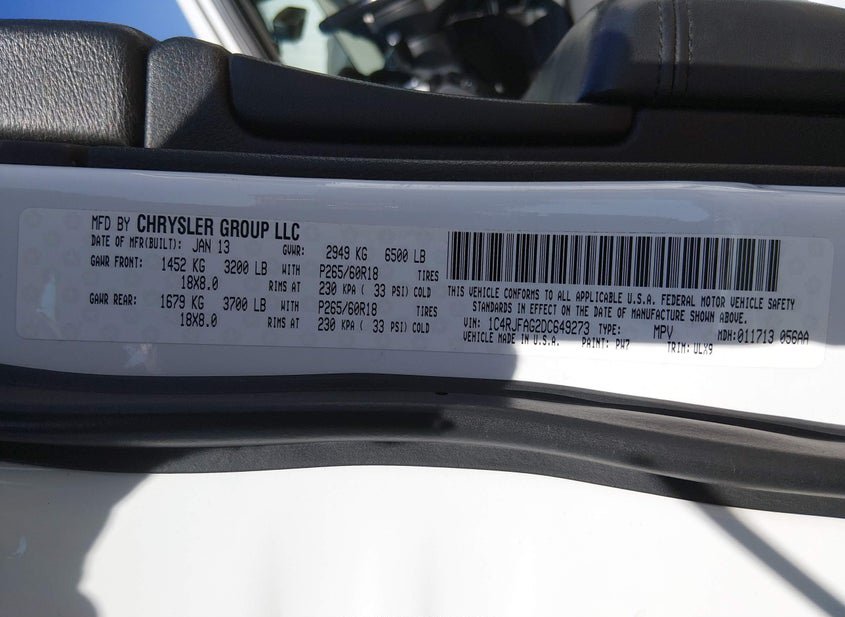 MFD BY CHRYSLER GROUP LLC
DATE OF MFR(BUILT): JAN 13 GVWR: 2949 KG 6500 LB
GAWR FRONT: 1452 KG 3200 LB WITH P265/60R18 TIRES
18X8.0 RIMS AT 230 KPA ( 33 PSI) COLD
GAWR REAR: 1679 KG 3700 LB WITH P265/60R18 TIRES
18X8.0 RIMS AT 230 KPA ( 33 PSI) COLD
THIS VEHICLE CONFORMS TO ALL APPLICABLE U.S.A. FEDERAL MOTOR VEHICLE SAFETY
STANDARDS IN EFFECT ON THE DATE OF MANUFACTURE SHOWN ABOVE.
VIN: 1C4RJFAG2DC649273 TYPE: MPV MDH:011713 056AA
VEHICLE MADE IN U.S.A. PAINT: PW7 TRIM: ULX9